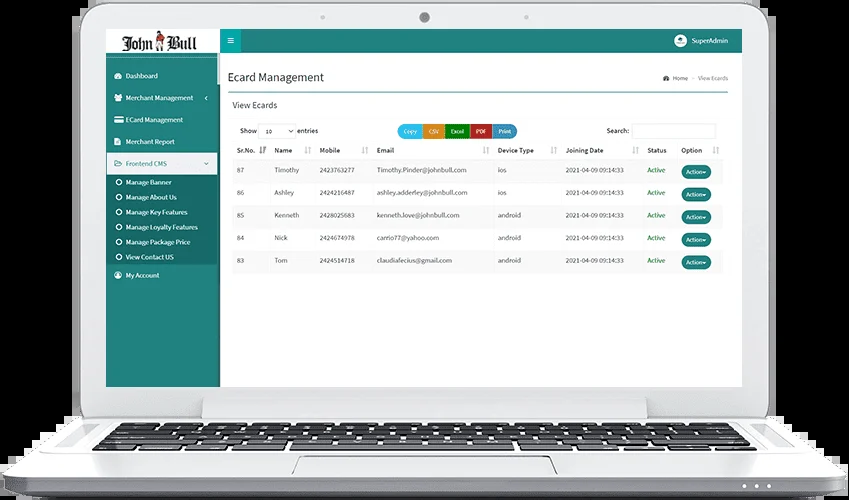 John Bull
SuperAdmin
Dashboard
Merchant Management
ECard Management
Merchant Report
Frontend CMS
Manage Banner
Manage About Us
Manage Key Features
Manage Loyalty Features
Manage Package Price
View Contact US
My Account
Ecard Management
Home – View Ecards
View Ecards
Show 10 entries
Copy CSV Excel PDF Print
Search:
Sr.No. Name Mobile Email Device Type Joining Date Status Option
87 Timothy 2423763277 Timothy.Pinder@johnbull.com ios 2021-04-09 09:14:33 Active Action
86 Ashley 2424216487 ashley.adderley@johnbull.com ios 2021-04-09 09:14:33 Active Action
85 Kenneth 2428025683 kenneth.love@johnbull.com android 2021-04-09 09:14:33 Active Action
84 Nick 2424674978 carrio77@yahoo.com android 2021-04-09 09:14:33 Active Action
83 Tom 2424514718 claudiafecius@gmail.com android 2021-04-09 09:14:33 Active Action